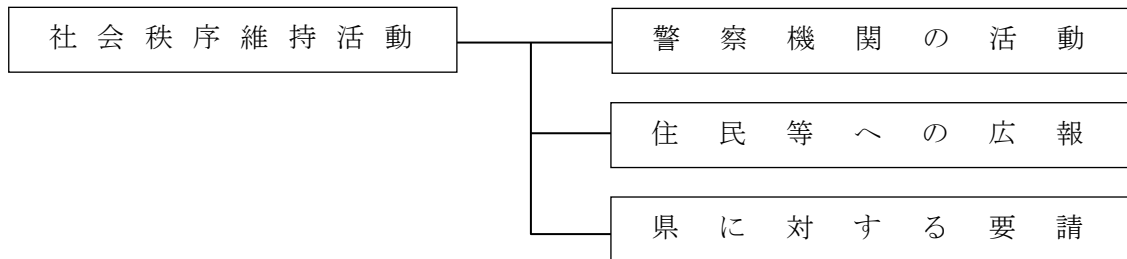 社会秩序維持活動
警察機関の活動
住民等への広報
県に対する要請